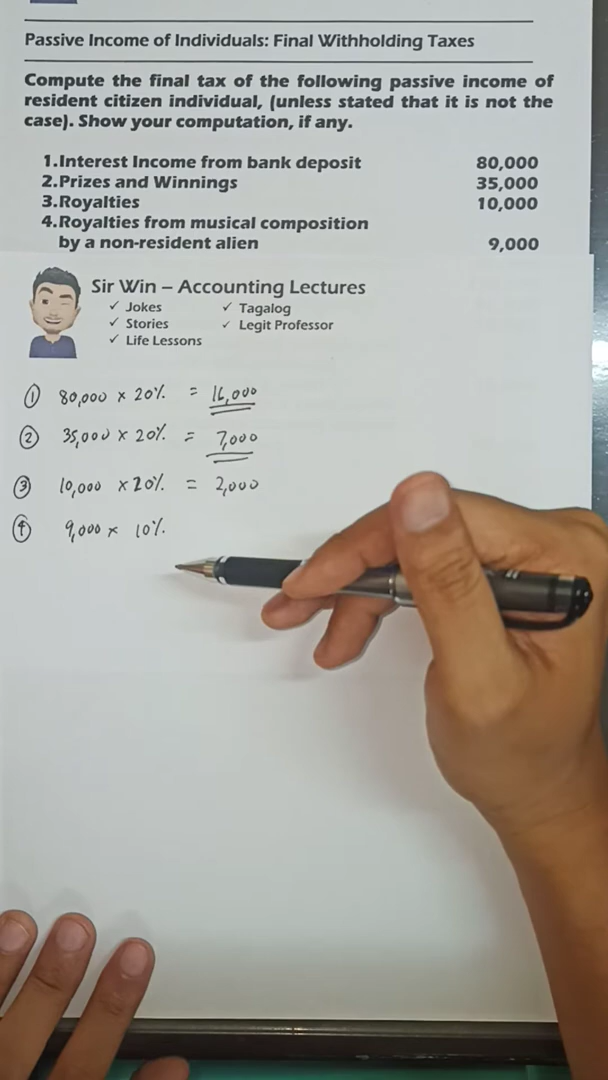 Passive Income of Individuals: Final Withholding Taxes
Compute the final tax of the following passive income of
resident citizen individual, (unless stated that it is not the
case). Show your computation, if any.
1.Interest Income from bank deposit 80,000
2.Prizes and Winnings 35,000
3.Royalties 10,000
4.Royalties from musical composition
by a non-resident alien 9,000
Sir Win – Accounting Lectures
✓ Jokes ✓ Tagalog
✓ Stories ✓ Legit Professor
✓ Life Lessons
① 80,000 x 20% = 16,000
② 35,000 x 20% = 7,000
③ 10,000 x 20% = 2,000
④ 9,000 x 10%